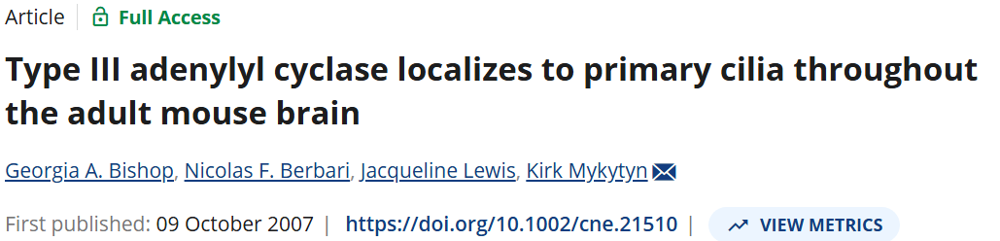 Article Full Access
Type III adenylyl cyclase localizes to primary cilia throughout
the adult mouse brain
Georgia A. Bishop, Nicolas F. Berbari, Jacqueline Lewis, Kirk Mykytyn
First published: 09 October 2007 | https://doi.org/10.1002/cne.21510 | VIEW METRICS